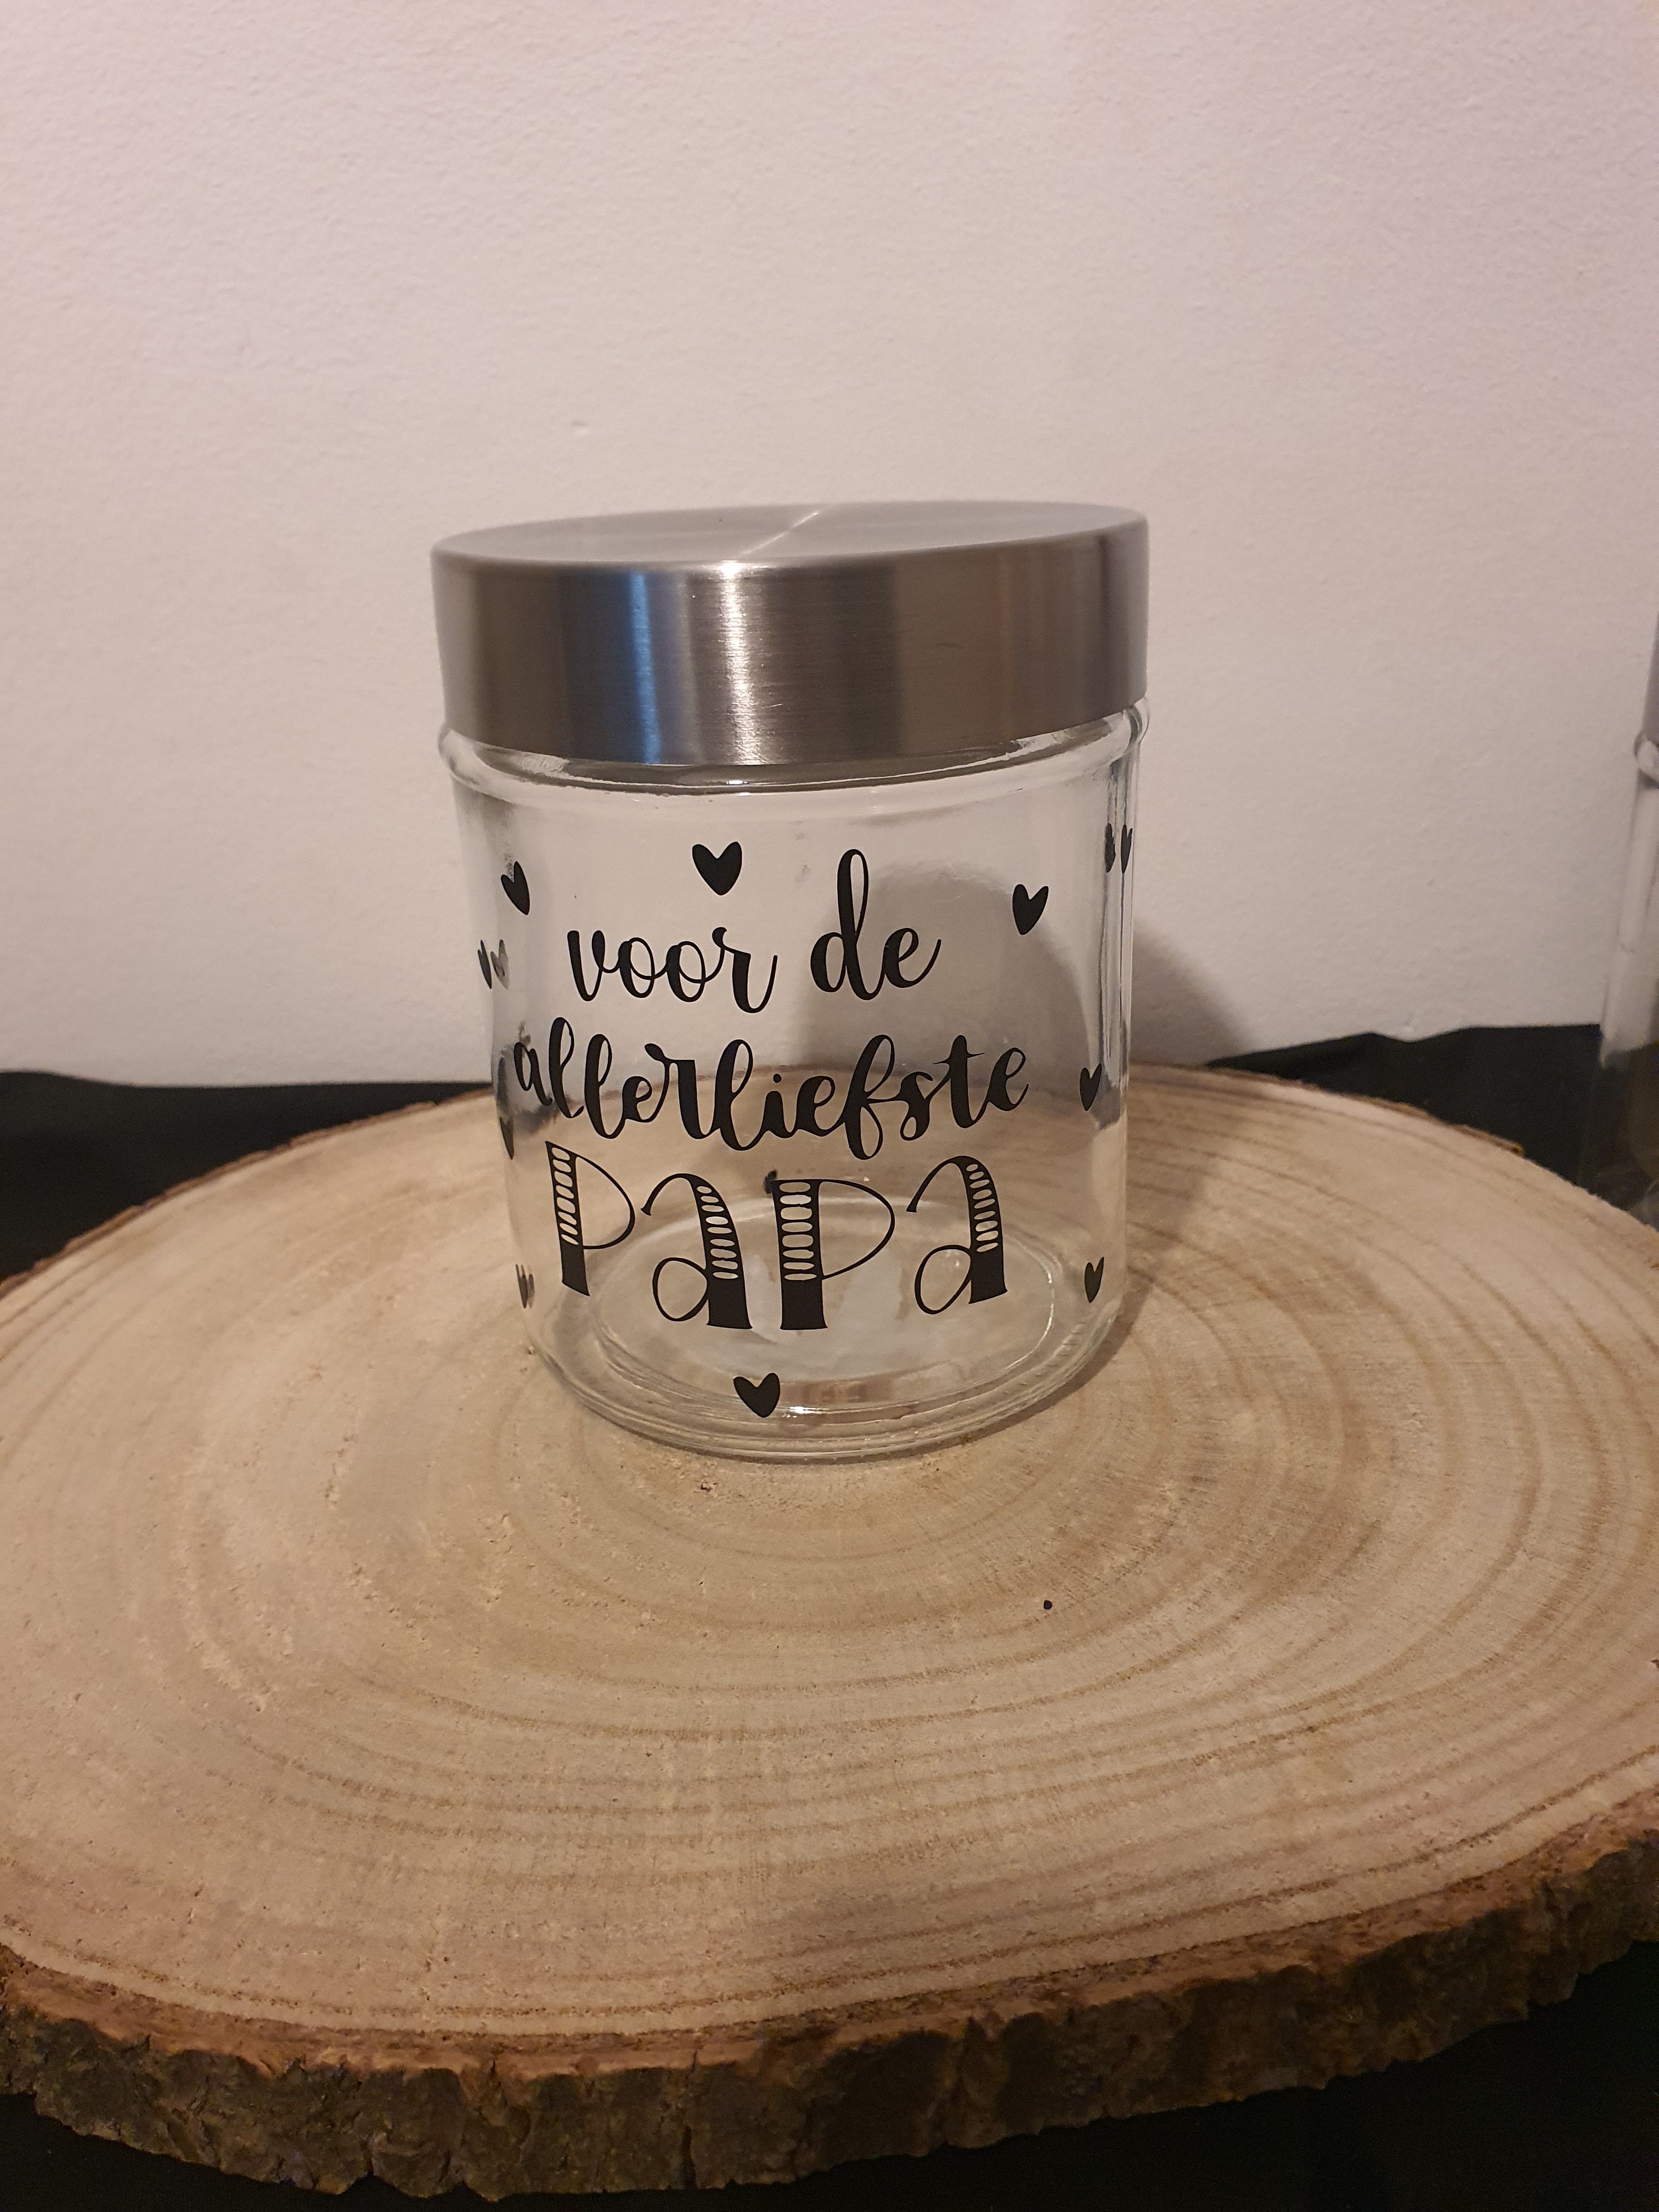 voor de
allerliefste
PaPa